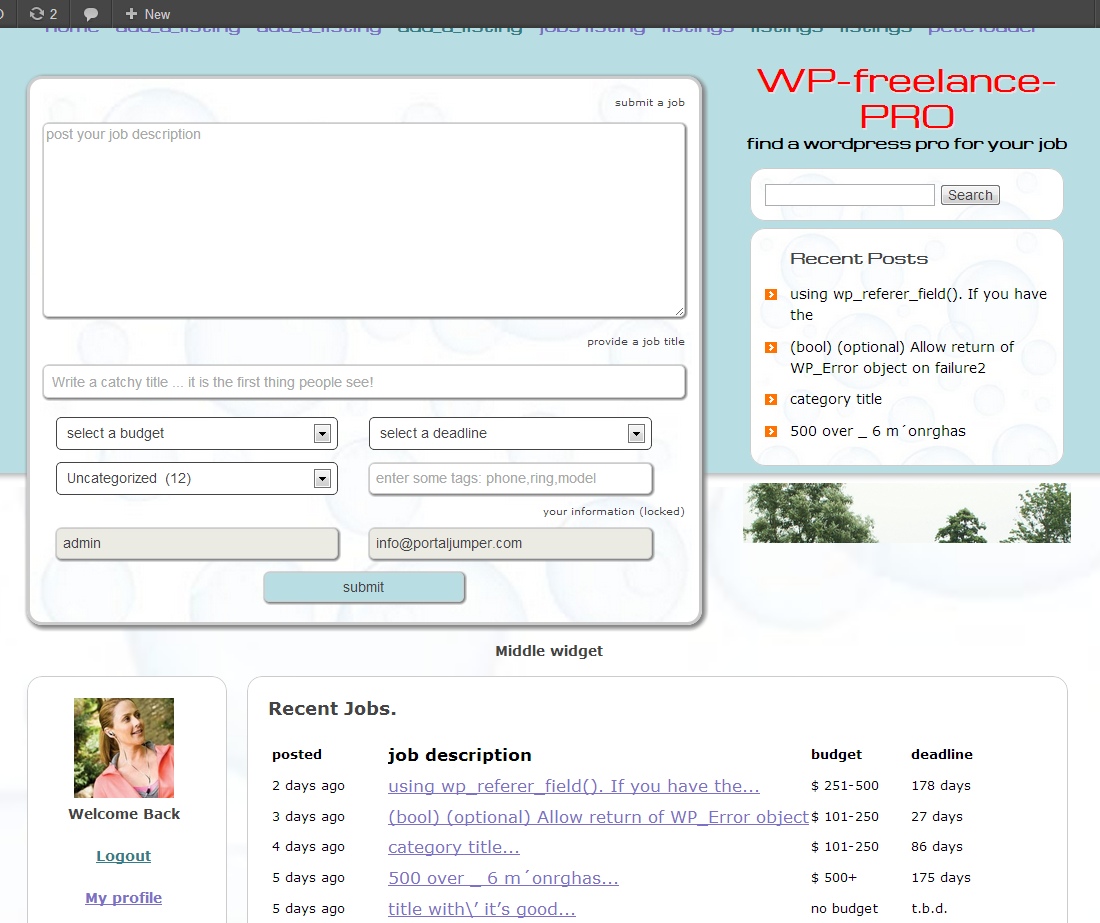 2 New
home add_a_listing add_a_listing add_a_listing jobs listing listings listings listings pete loader
submit a job
post your job description
provide a job title
Write a catchy title ... it is the first thing people see!
select a budget select a deadline
Uncategorized (12) enter some tags: phone,ring,model
your information (locked)
admin info@portaljumper.com
submit
WP-freelance-
PRO
find a wordpress pro for your job
Search
Recent Posts
using wp_referer_field(). If you have
the
(bool) (optional) Allow return of
WP_Error object on failure2
category title
500 over _ 6 m´onrghas
Middle widget
Welcome Back
Logout
My profile
Recent Jobs.
posted job description budget deadline
2 days ago using wp_referer_field(). If you have the... $ 251-500 178 days
3 days ago (bool) (optional) Allow return of WP_Error object $ 101-250 27 days
4 days ago category title... $ 101-250 86 days
5 days ago 500 over _ 6 m´onrghas... $ 500+ 175 days
5 days ago title with\’ it’s good... no budget t.b.d.